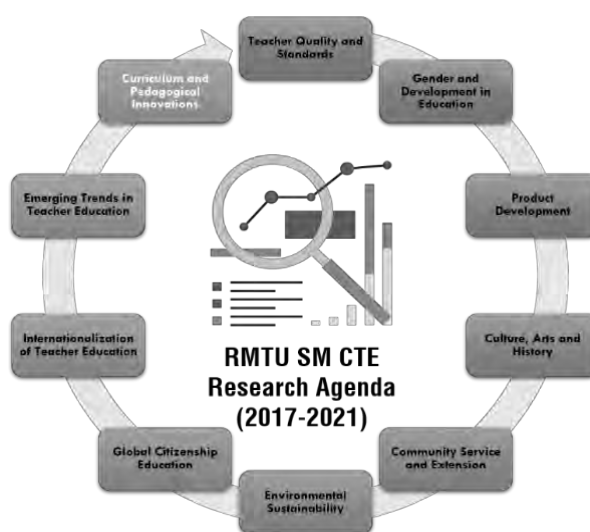 Teacher Quality and
Standards
Gender and
Development in
Education
Product
Development
Culture, Arts and
History
Community Service
and Extension
Environmental
Sustainability
Global Citizenship
Education
Internationalization
of Teacher Education
Emerging Trends in
Teacher Education
Curriculum and
Pedagogical
Innovations
RMTU SM CTE
Research Agenda
(2017-2021)